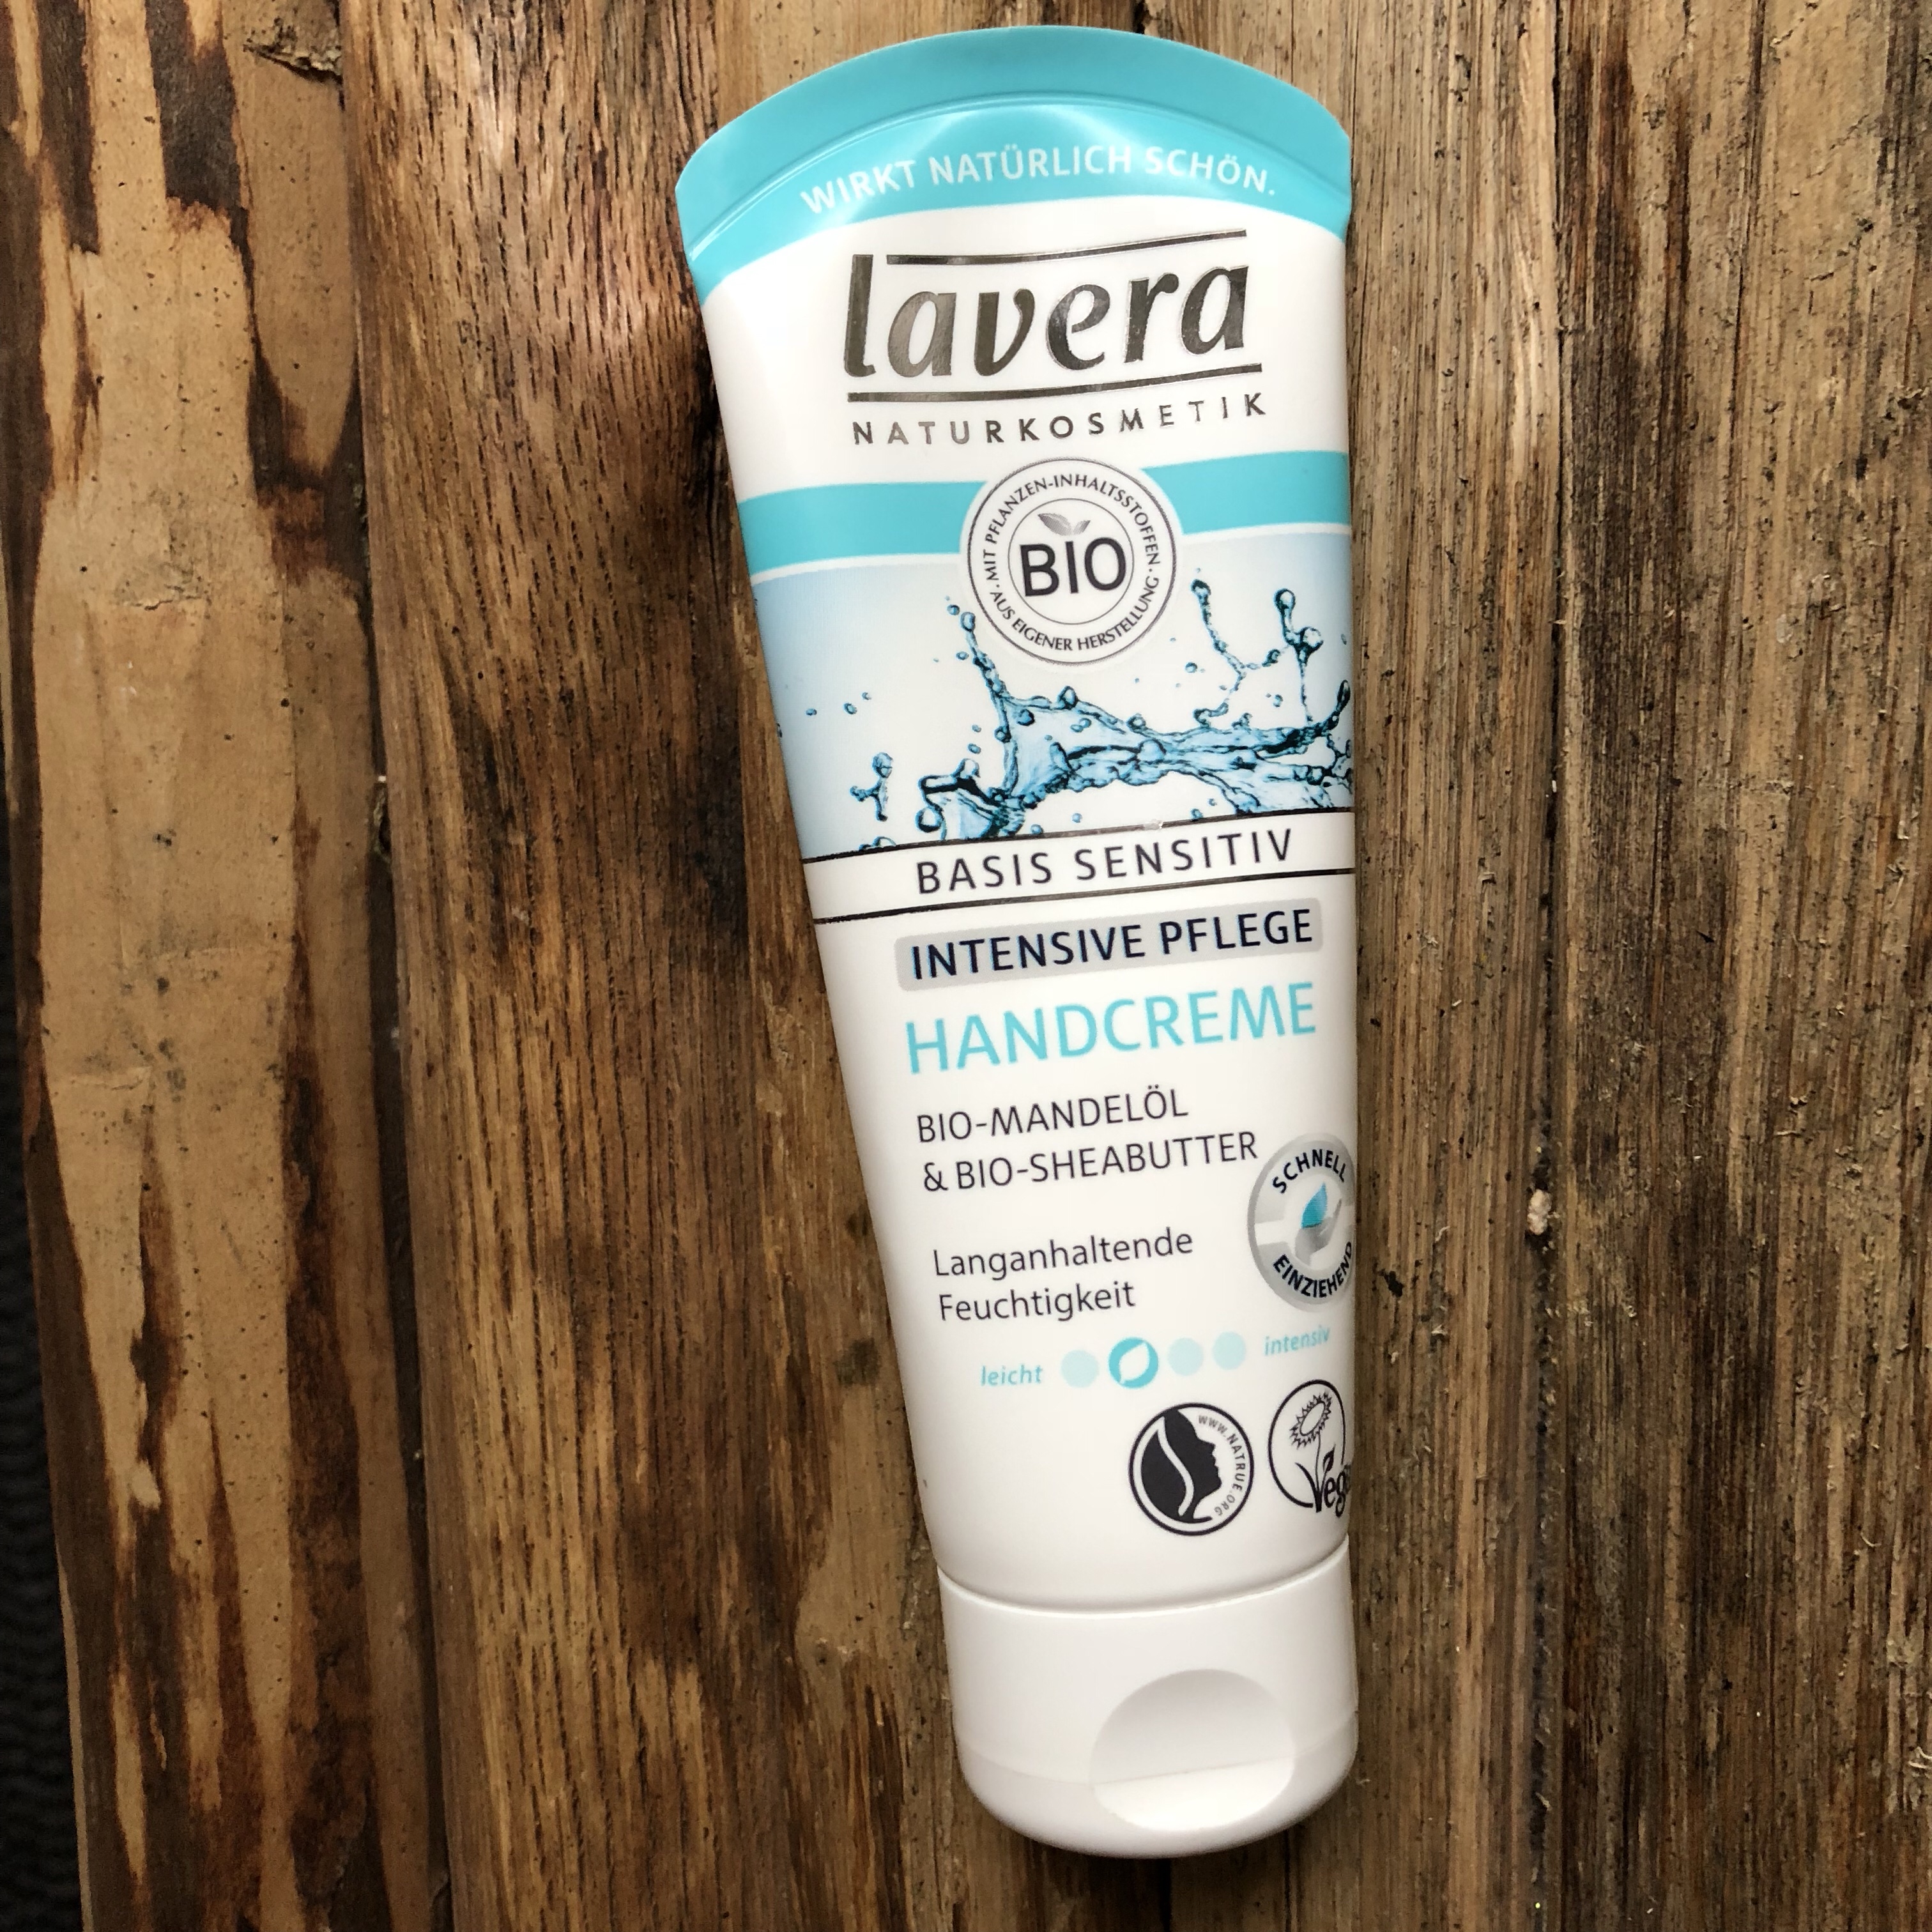 WIRKT NATÜRLICH SCHÖN.
lavera
NATURKOSMETIK
· MIT PFLANZEN-INHALTSSTOFFEN ·
BIO
AUS EIGENER HERSTELLUNG
BASIS SENSITIV
INTENSIVE PFLEGE
HANDCREME
BIO-MANDELÖL
& BIO-SHEABUTTER
SCHNELL
EINZIEHEND
Langanhaltende
Feuchtigkeit
leicht intensiv
WWW.NATRUE.ORG